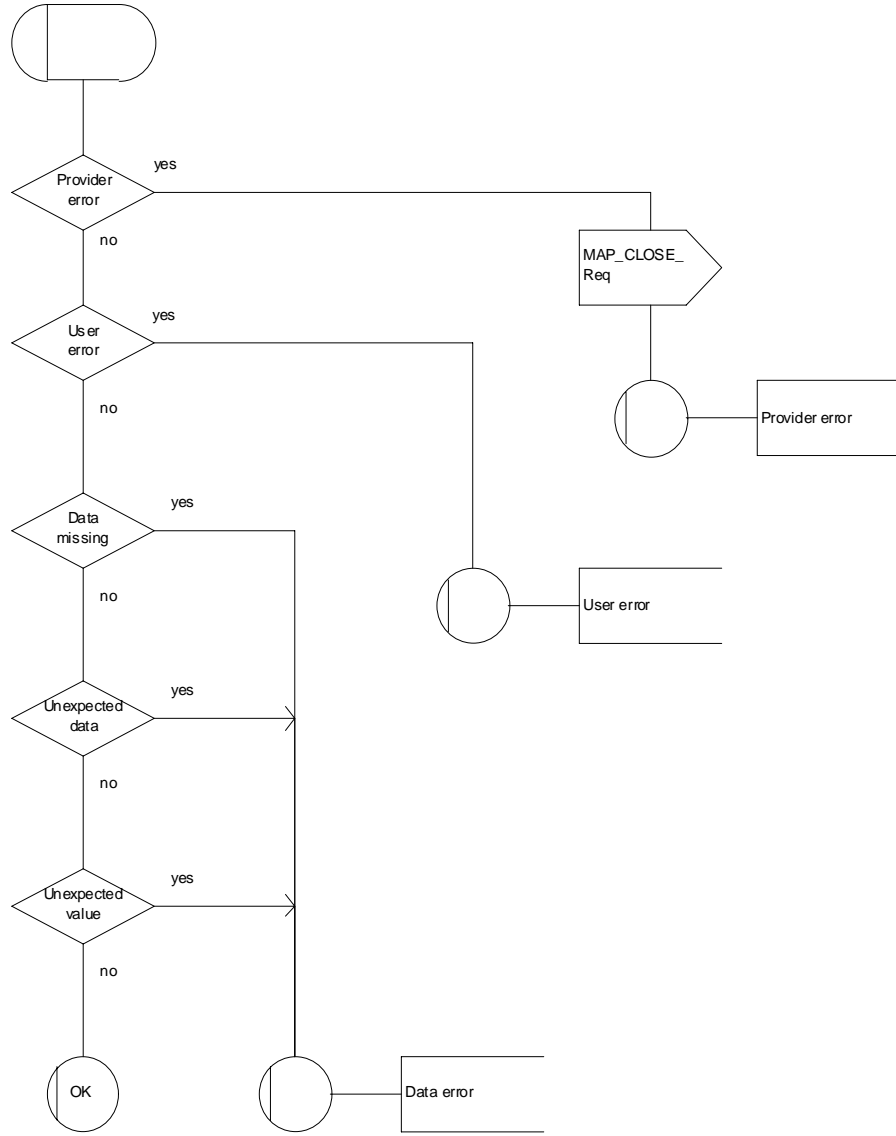 yes
Provider
error
no
MAP_CLOSE_
Req
yes
User
error
Provider error
no
yes
Data
missing
no
User error
yes
Unexpected
data
no
yes
Unexpected
value
no
OK
Data error